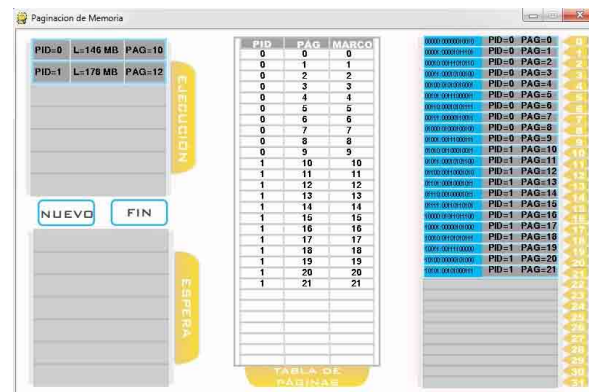 Paginacion de Memoria
PID=0 L=146 MB PAG=10
PID=1 L=178 MB PAG=12
EJECUCION
NUEVO FIN
ESPERA
PID PAG MARCO
0 0 0
0 1 1
0 2 2
0 3 3
0 4 4
0 5 5
0 6 6
0 7 7
0 8 8
0 9 9
1 10 10
1 11 11
1 12 12
1 13 13
1 14 14
1 15 15
1 16 16
1 17 17
1 18 18
1 19 19
1 20 20
1 21 21
TABLA DE
PAGINAS
PID=0 PAG=0 0
PID=0 PAG=1 1
PID=0 PAG=2 2
PID=0 PAG=3 3
PID=0 PAG=4 4
PID=0 PAG=5 5
PID=0 PAG=6 6
PID=0 PAG=7 7
PID=0 PAG=8 8
PID=0 PAG=9 9
PID=1 PAG=10 10
PID=1 PAG=11 11
PID=1 PAG=12 12
PID=1 PAG=13 13
PID=1 PAG=14 14
PID=1 PAG=15 15
PID=1 PAG=16 16
PID=1 PAG=17 17
PID=1 PAG=18 18
PID=1 PAG=19 19
PID=1 PAG=20 20
PID=1 PAG=21 21
22
23
24
25
26
27
28
29
30
31